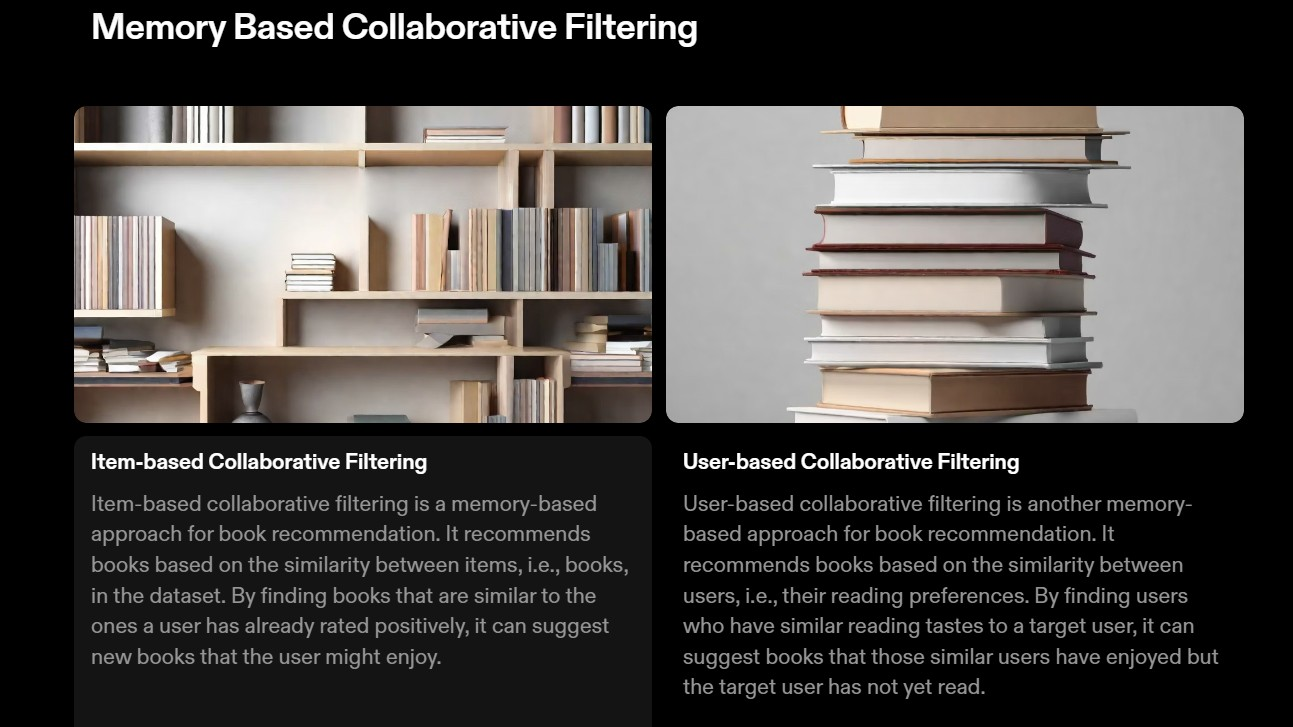 Memory Based Collaborative Filtering
Item-based Collaborative Filtering
Item-based collaborative filtering is a memory-based
approach for book recommendation. It recommends
books based on the similarity between items, i.e., books,
in the dataset. By finding books that are similar to the
ones a user has already rated positively, it can suggest
new books that the user might enjoy.
User-based Collaborative Filtering
User-based collaborative filtering is another memory-
based approach for book recommendation. It
recommends books based on the similarity between
users, i.e., their reading preferences. By finding users
who have similar reading tastes to a target user, it can
suggest books that those similar users have enjoyed but
the target user has not yet read.